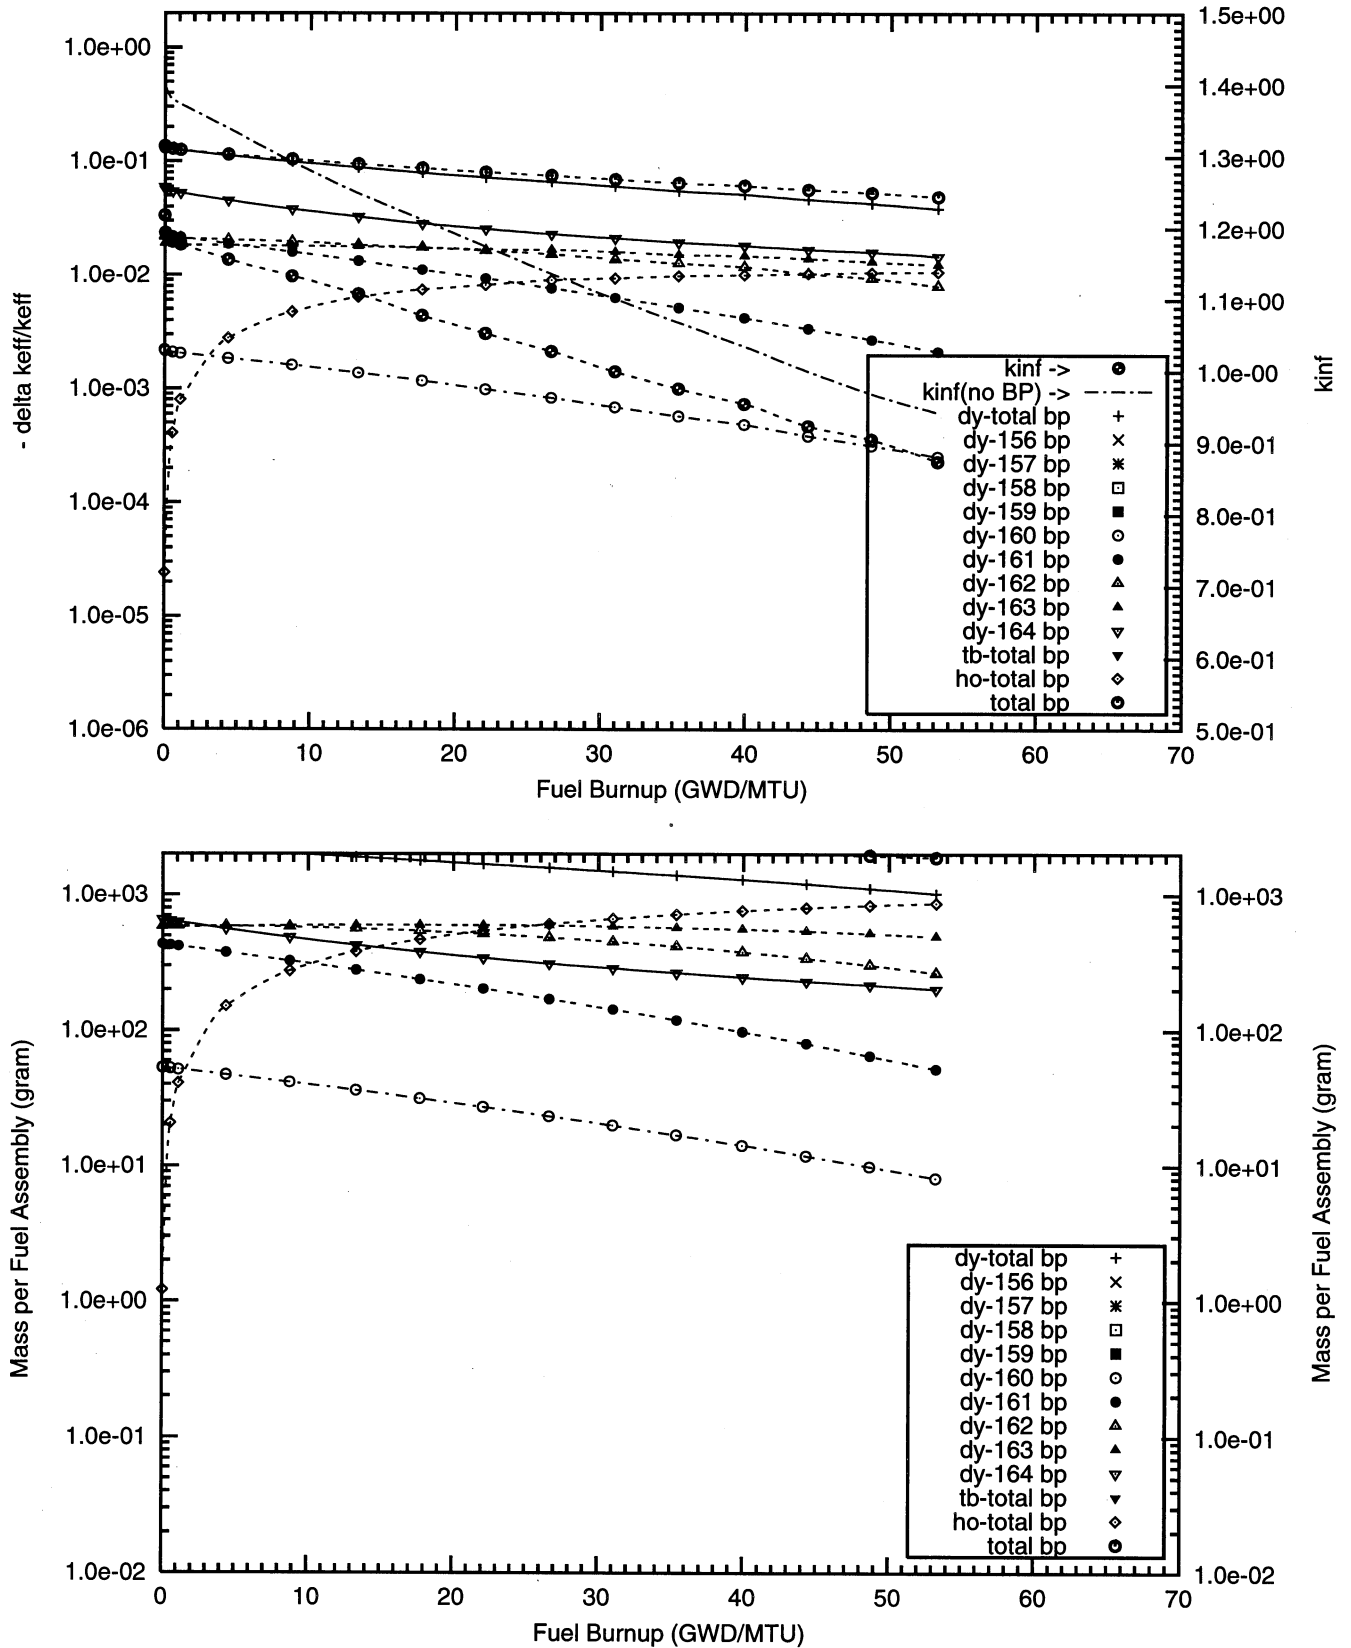 1.0e+00
1.0e-01
1.0e-02
1.0e-03
1.0e-04
1.0e-05
1.0e-06
- delta keff/keff
1.5e+00
1.4e+00
1.3e+00
1.2e+00
1.1e+00
1.0e-00
9.0e-01
8.0e-01
7.0e-01
6.0e-01
5.0e-01
kinf
kinf ->
kinf(no BP) ->
dy-total bp
dy-156 bp
dy-157 bp
dy-158 bp
dy-159 bp
dy-160 bp
dy-161 bp
dy-162 bp
dy-163 bp
dy-164 bp
tb-total bp
ho-total bp
total bp
0 10 20 30 40 50 60 70
Fuel Burnup (GWD/MTU)
1.0e+03
1.0e+02
1.0e+01
1.0e+00
1.0e-01
1.0e-02
Mass per Fuel Assembly (gram)
1.0e+03
1.0e+02
1.0e+01
1.0e+00
1.0e-01
1.0e-02
Mass per Fuel Assembly (gram)
dy-total bp
dy-156 bp
dy-157 bp
dy-158 bp
dy-159 bp
dy-160 bp
dy-161 bp
dy-162 bp
dy-163 bp
dy-164 bp
tb-total bp
ho-total bp
total bp
0 10 20 30 40 50 60 70
Fuel Burnup (GWD/MTU)